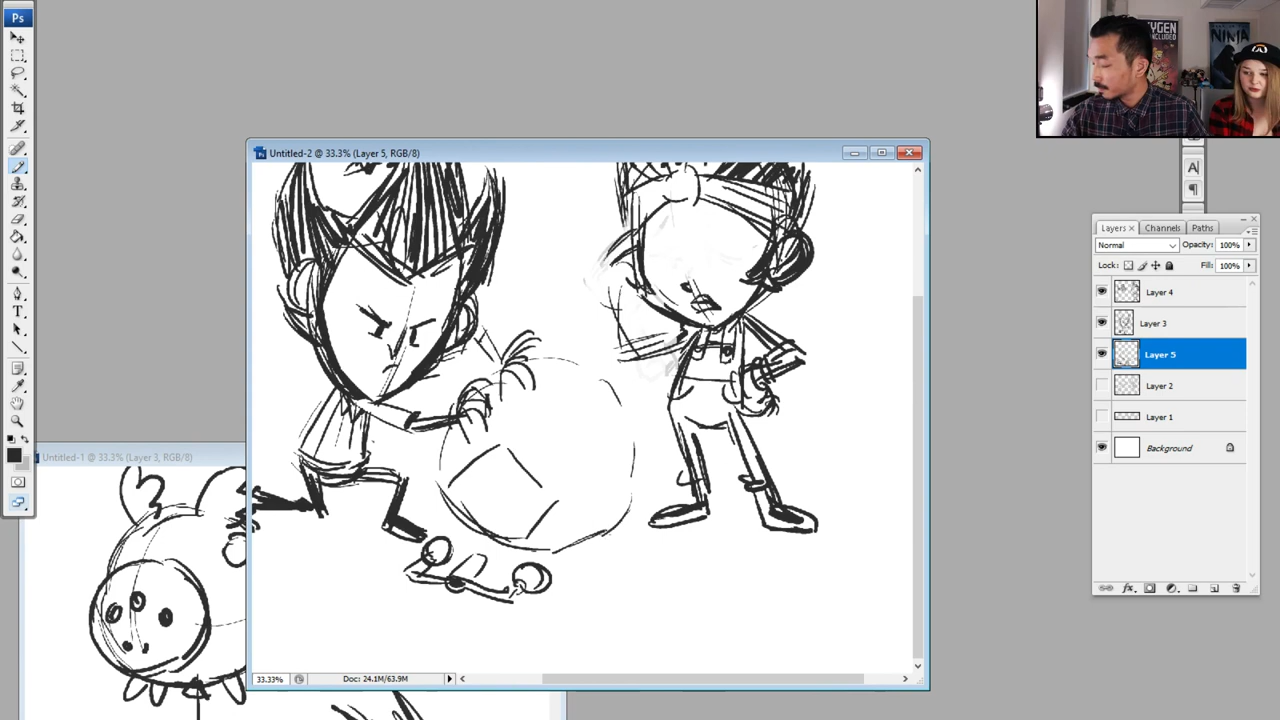 Ps
Untitled-2 @ 33.3% (Layer 5, RGB/8)
33.33%
Doc: 24.1M/63.9M
Untitled-1 @ 33.3% (Layer 3, RGB/8)
NINJA
A
Layers
Channels
Paths
Normal
Opacity: 100%
Lock:
Fill: 100%
Layer 4
Layer 3
Layer 5
Layer 2
Layer 1
Background
fx
T